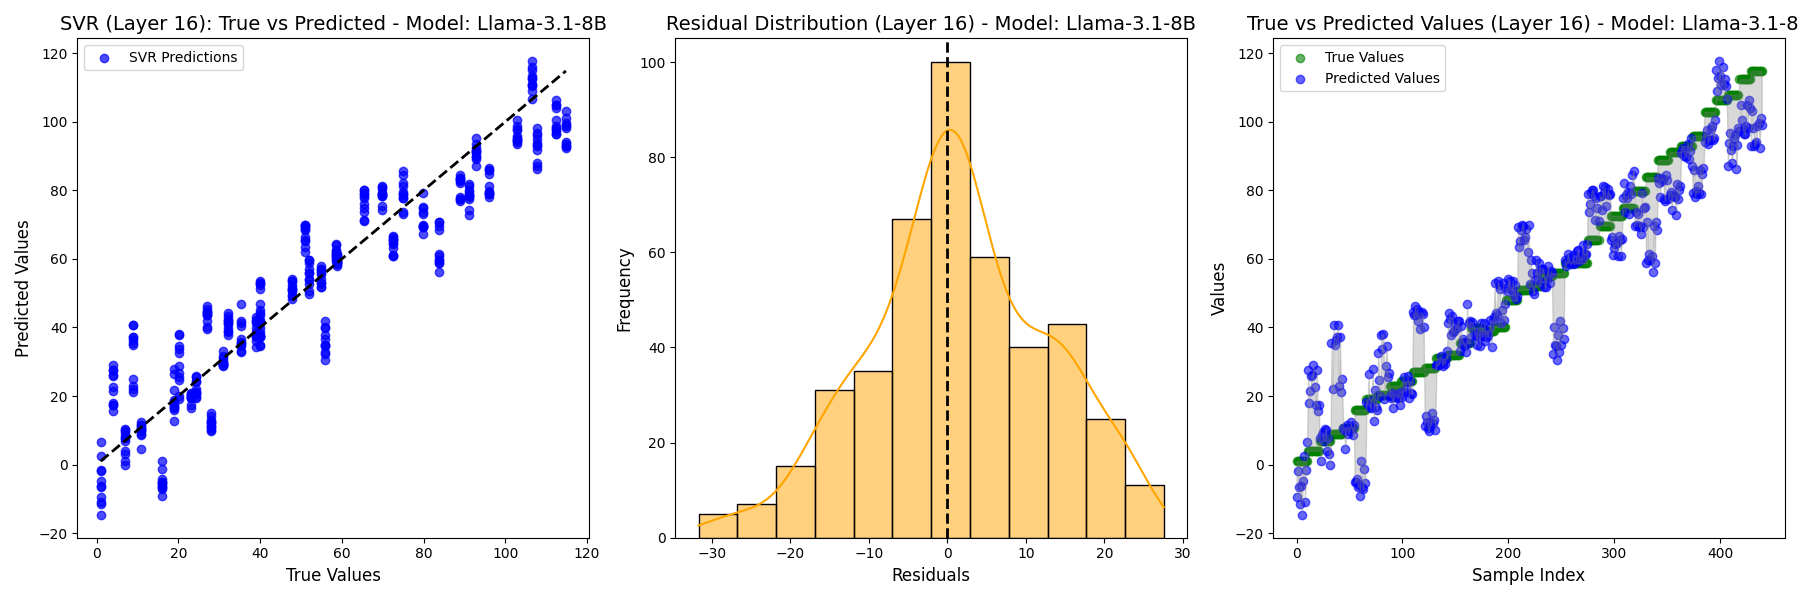 SVR (Layer 16): True vs Predicted - Model: Llama-3.1-8B
SVR Predictions
Predicted Values
120
100
80
60
40
20
0
−20
0 20 40 60 80 100 120
True Values
Residual Distribution (Layer 16) - Model: Llama-3.1-8B
Frequency
100
80
60
40
20
0
−30 −20 −10 0 10 20 30
Residuals
True vs Predicted Values (Layer 16) - Model: Llama-3.1-8
True Values
Predicted Values
Values
120
100
80
60
40
20
0
−20
0 100 200 300 400
Sample Index